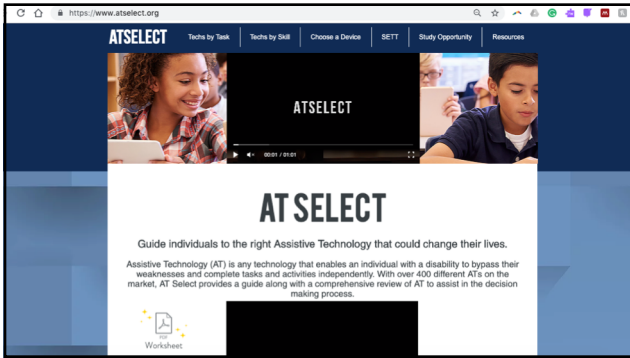 https://www.atselect.org
ATSELECT Techs by Task Techs by Skill Choose a Device SETT Study Opportunity Resources
ATSELECT
00:01 / 01:01
AT SELECT
Guide individuals to the right Assistive Technology that could change their lives.
Assistive Technology (AT) is any technology that enables an individual with a disability to bypass their
weaknesses and complete tasks and activities independently. With over 400 different ATs on the
market, AT Select provides a guide along with a comprehensive review of AT to assist in the decision
making process.
PDF
Worksheet